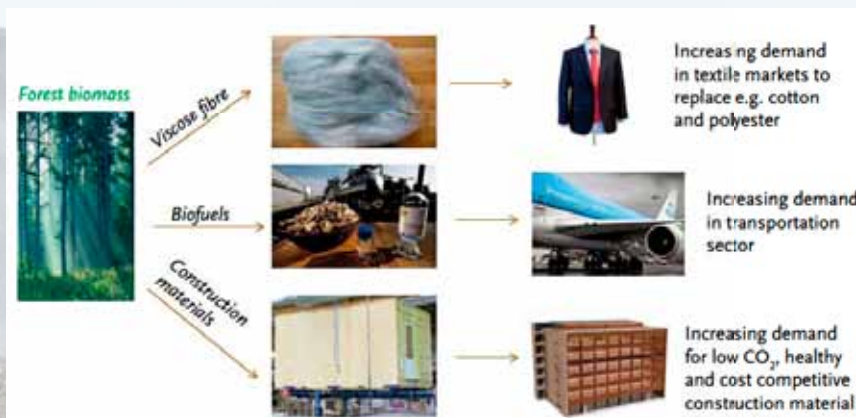 Forest biomass
Viscose fibre
Increasing demand
in textile markets to
replace e.g. cotton
and polyester
Biofuels
Increasing demand
in transportation
sector
Construction
materials
Increasing demand
for low CO₂, healthy
and cost competitive
construction material